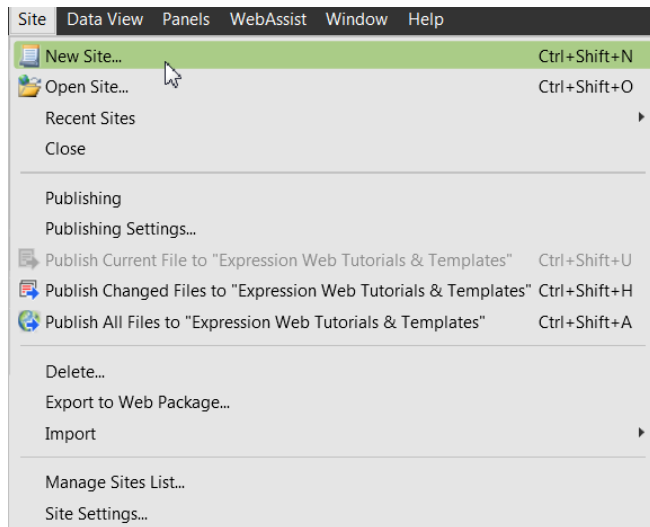 Site Data View Panels WebAssist Window Help
New Site... Ctrl+Shift+N
Open Site... Ctrl+Shift+O
Recent Sites
Close
Publishing
Publishing Settings...
Publish Current File to "Expression Web Tutorials & Templates" Ctrl+Shift+U
Publish Changed Files to "Expression Web Tutorials & Templates" Ctrl+Shift+H
Publish All Files to "Expression Web Tutorials & Templates" Ctrl+Shift+A
Delete...
Export to Web Package...
Import
Manage Sites List...
Site Settings...